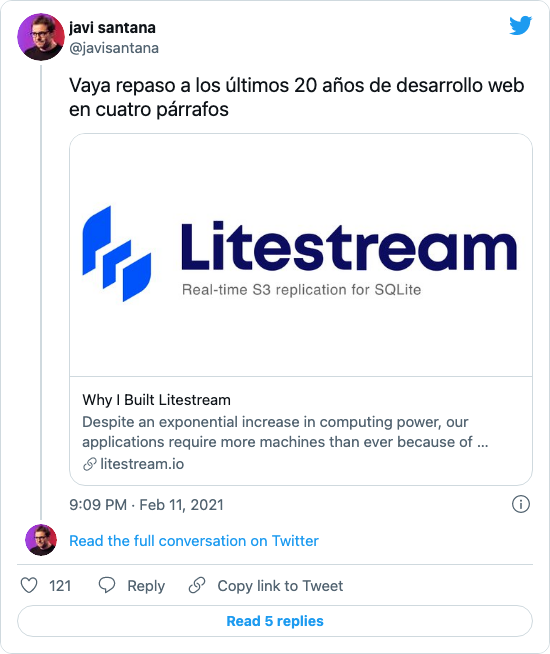 javi santana
@javisantana
Vaya repaso a los últimos 20 años de desarrollo web
en cuatro párrafos
Litestream
Real-time S3 replication for SQLite
Why I Built Litestream
Despite an exponential increase in computing power, our
applications require more machines than ever because of ...
litestream.io
9:09 PM · Feb 11, 2021
Read the full conversation on Twitter
121 Reply Copy link to Tweet
Read 5 replies